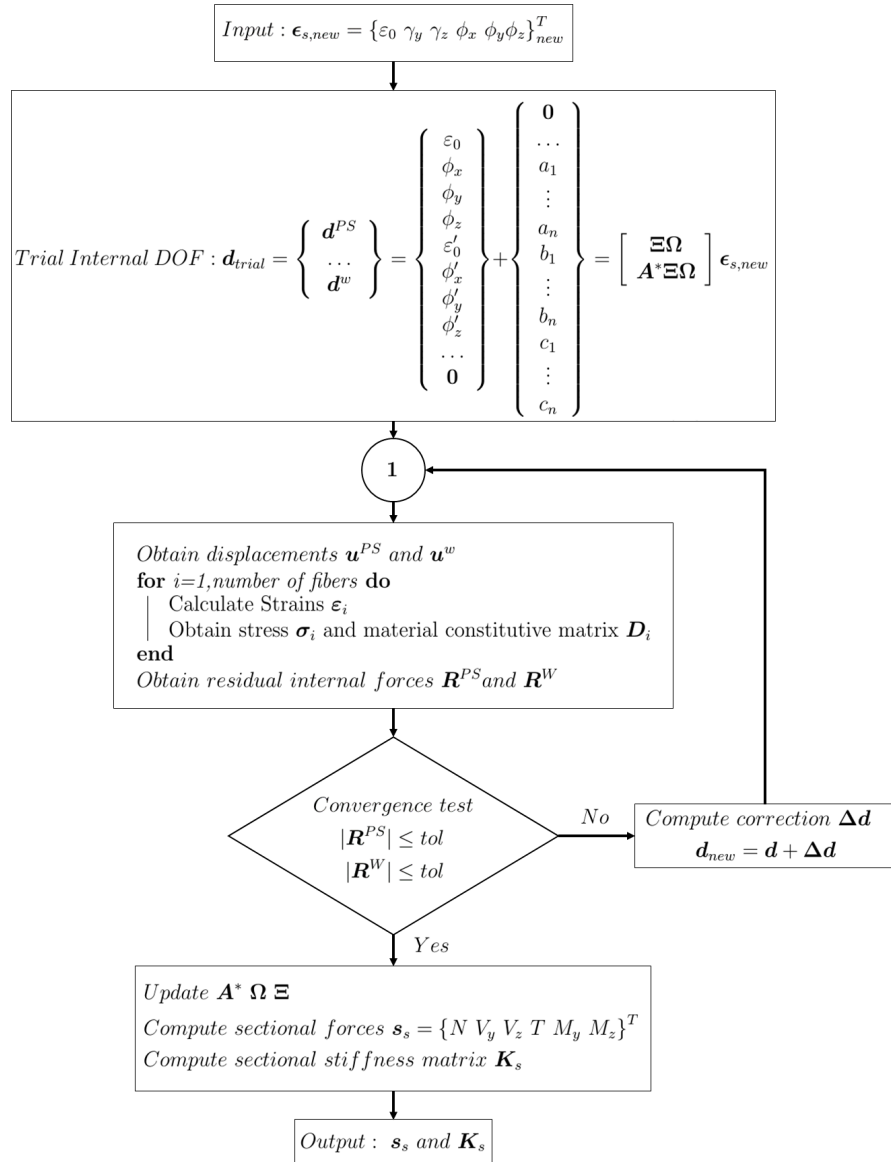 Input : ϵ_{s,new} = {ε_0 γ_y γ_z ϕ_x ϕ_y ϕ_z}^T_{new}
Trial Internal DOF : d_{trial} = { d^{PS} … d^w } = { ε_0 ϕ_x ϕ_y ϕ_z ε′_0 ϕ′_x ϕ′_y ϕ′_z … 0 } + { 0 … a_1 ⋮ a_n b_1 ⋮ b_n c_1 ⋮ c_n } = [ ΞΩ A*ΞΩ ] ϵ_{s,new}
1
Obtain displacements u^{PS} and u^w
for i=1,number of fibers do
Calculate Strains ε_i
Obtain stress σ_i and material constitutive matrix D_i
end
Obtain residual internal forces R^{PS} and R^W
Convergence test
|R^{PS}| ≤ tol
|R^W| ≤ tol
No
Compute correction Δd
d_{new} = d + Δd
Yes
Update A* Ω Ξ
Compute sectional forces s_s = {N V_y V_z T M_y M_z}^T
Compute sectional stiffness matrix K_s
Output : s_s and K_s